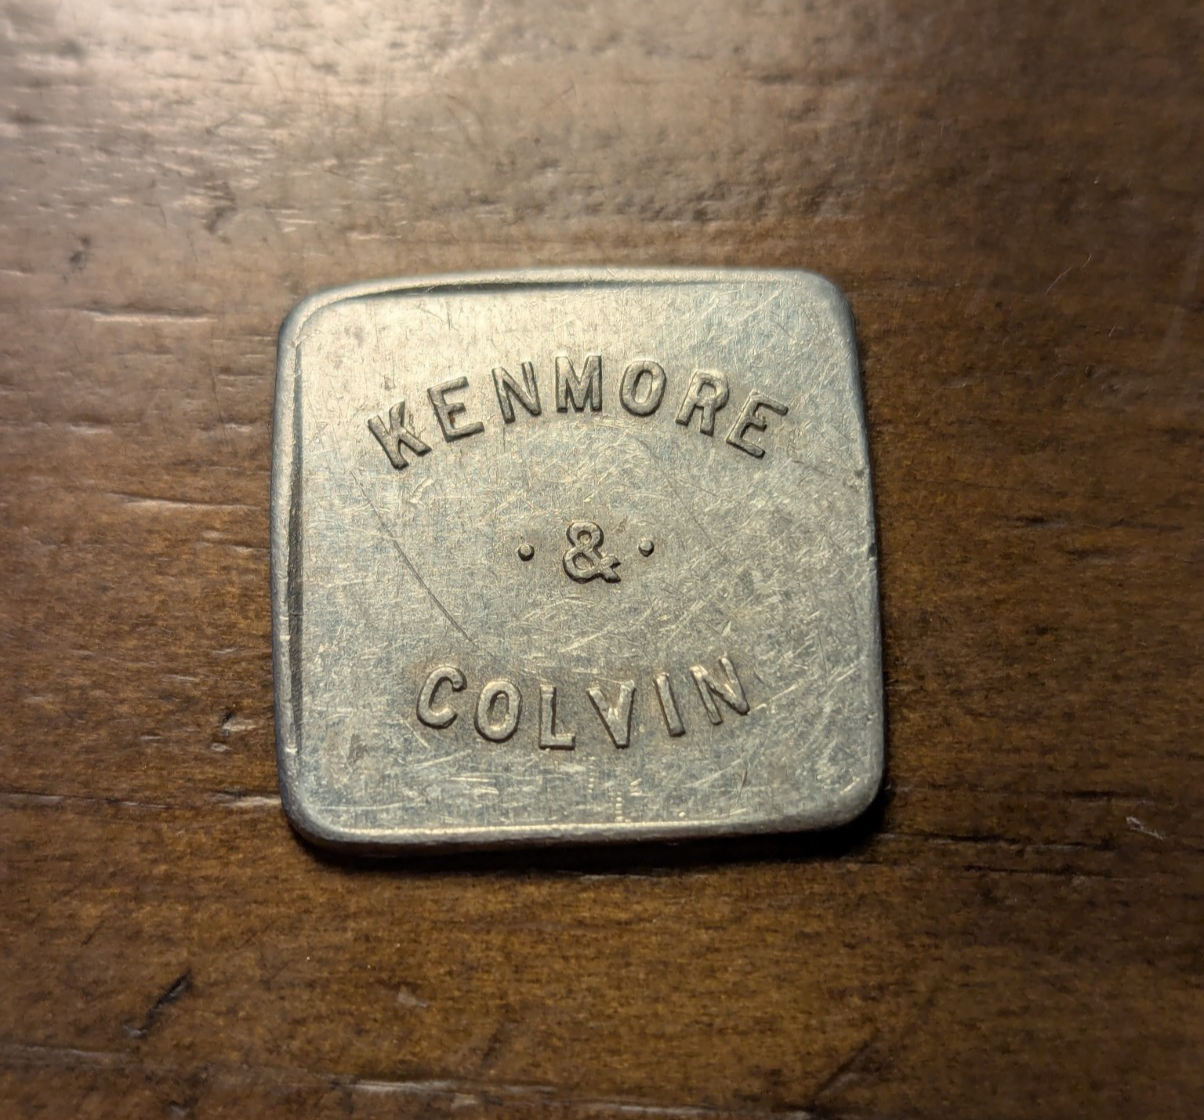 KENMORE
· & ·
COLVIN